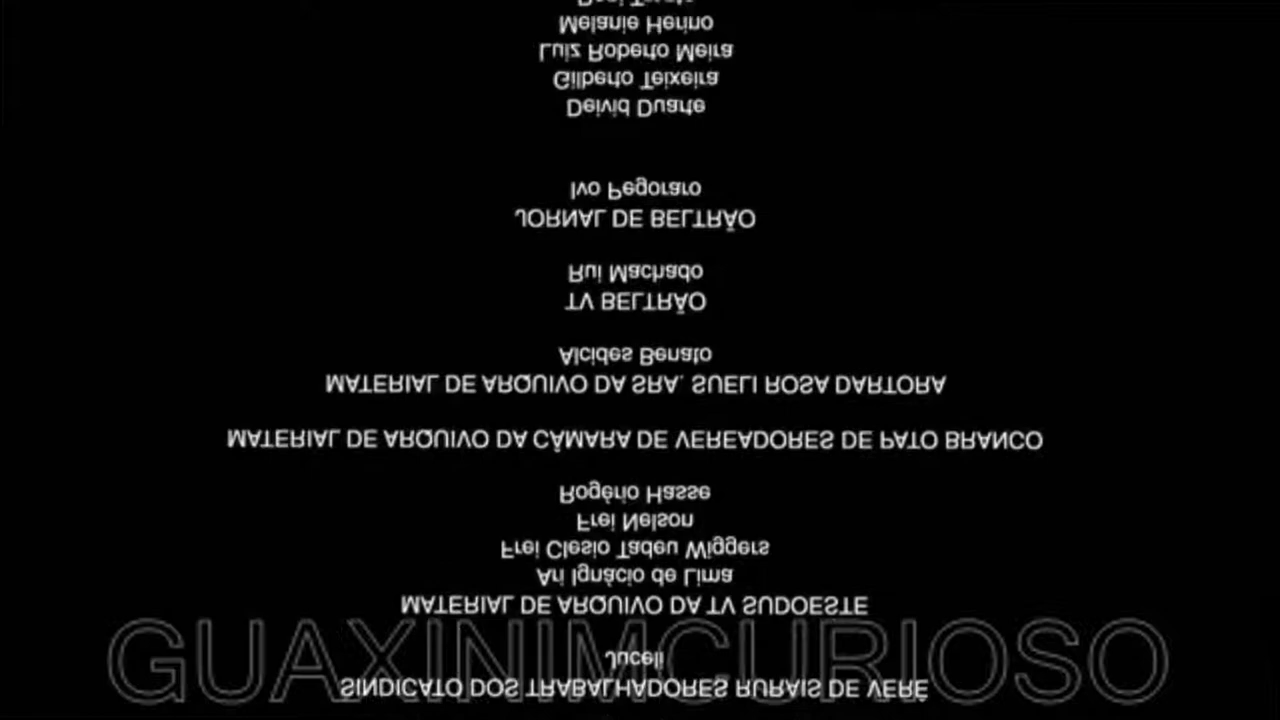 SINDICATO DOS TRABALHADORES RURAIS DE VERÊ
Juceli
MATERIAL DE ARQUIVO DA TV SUDOESTE
Ari Ignácio de Lima
Frei Clesio Tadeu Wiggers
Frei Nelson
Rogério Hasse
MATERIAL DE ARQUIVO DA CÂMARA DE VEREADORES DE PATO BRANCO
MATERIAL DE ARQUIVO DA SRA. SUELI ROSA DARTORA
Alcides Benato
TV BELTRÃO
Rui Machado
JORNAL DE BELTRÃO
Ivo Pegoraro
Deivid Duarte
Gilberto Teixeira
Luiz Roberto Meira
Melanie Herino
GUAXINIMCURIOSO